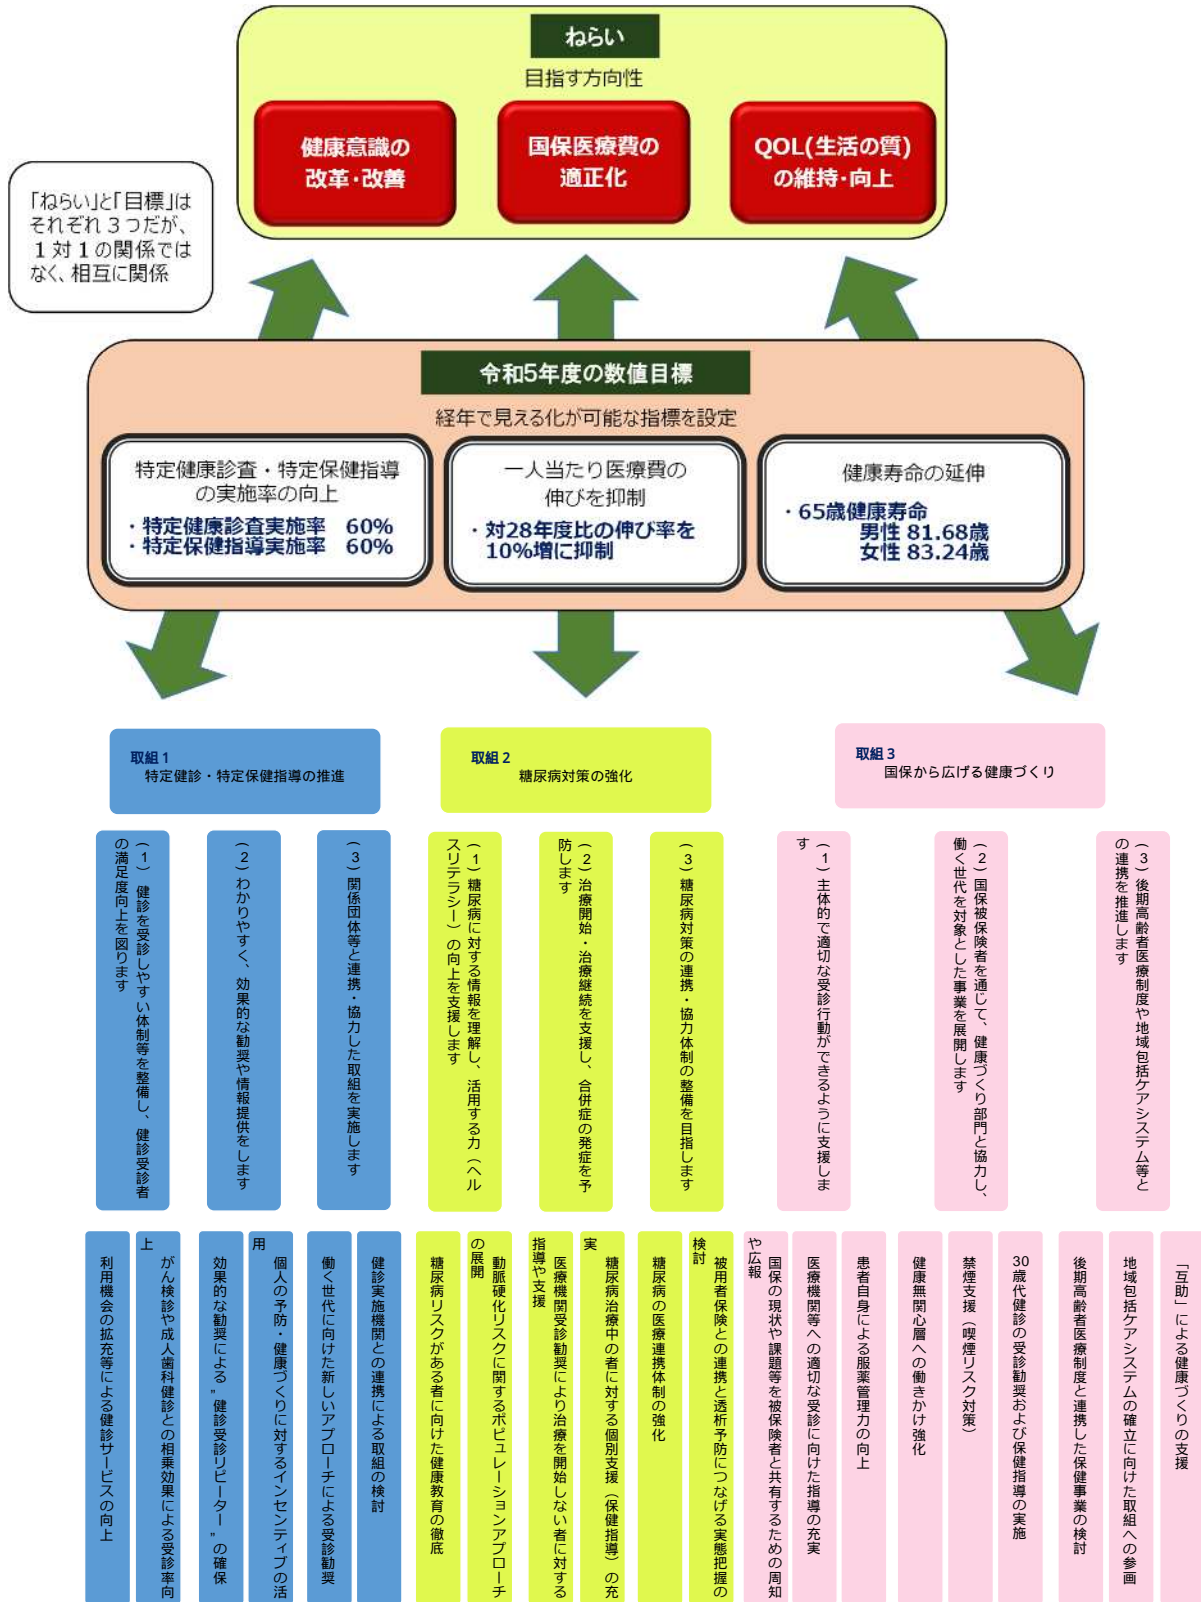 ねらい
目指す方向性
健康意識の
改革・改善
国保医療費の
適正化
QOL(生活の質)
の維持・向上
「ねらい」と「目標」は
それぞれ３つだが、
１対１の関係では
なく、相互に関係
令和5年度の数値目標
経年で見える化が可能な指標を設定
特定健康診査・特定保健指導
の実施率の向上
・特定健康診査実施率　60%
・特定保健指導実施率　60%
一人当たり医療費の
伸びを抑制
・対28年度比の伸び率を
10%増に抑制
健康寿命の延伸
・65歳健康寿命
男性 81.68歳
女性 83.24歳
取組１
特定健診・特定保健指導の推進
取組２
糖尿病対策の強化
取組３
国保から広げる健康づくり
（１）健診を受診しやすい体制等を整備し、健診受診者
の満足度向上を図ります
（２）わかりやすく、効果的な勧奨や情報提供をします
（３）関係団体等と連携・協力した取組を実施します
（１）糖尿病に対する情報を理解し、活用する力（ヘル
スリテラシー）の向上を支援します
（２）治療開始・治療継続を支援し、合併症の発症を予
防します
（３）糖尿病対策の連携・協力体制の整備を目指します
（１）主体的で適切な受診行動ができるように支援しま
す
（２）国保被保険者を通じて、健康づくり部門と協力し、
働く世代を対象とした事業を展開します
（３）後期高齢者医療制度や地域包括ケアシステム等と
の連携を推進します
利用機会の拡充等による健診サービスの向上
がん検診や成人歯科健診との相乗効果による受診率向
上
効果的な勧奨による"健診受診リピーター"の確保
個人の予防・健康づくりに対するインセンティブの活
用
働く世代に向けた新しいアプローチによる受診勧奨
健診実施機関との連携による取組の検討
糖尿病リスクがある者に向けた健康教育の徹底
動脈硬化リスクに関するポピュレーションアプローチ
の展開
医療機関受診勧奨により治療を開始しない者に対する
指導や支援
糖尿病治療中の者に対する個別支援（保健指導）の充
実
糖尿病の医療連携体制の強化
被用者保険との連携と透析予防につなげる実態把握の
検討
国保の現状や課題等を被保険者と共有するための周知
や広報
医療機関等への適切な受診に向けた指導の充実
患者自身による服薬管理力の向上
健康無関心層への働きかけ強化
禁煙支援（喫煙リスク対策）
30歳代健診の受診勧奨および保健指導の実施
後期高齢者医療制度と連携した保健事業の検討
地域包括ケアシステムの確立に向けた取組への参画
「互助」による健康づくりの支援